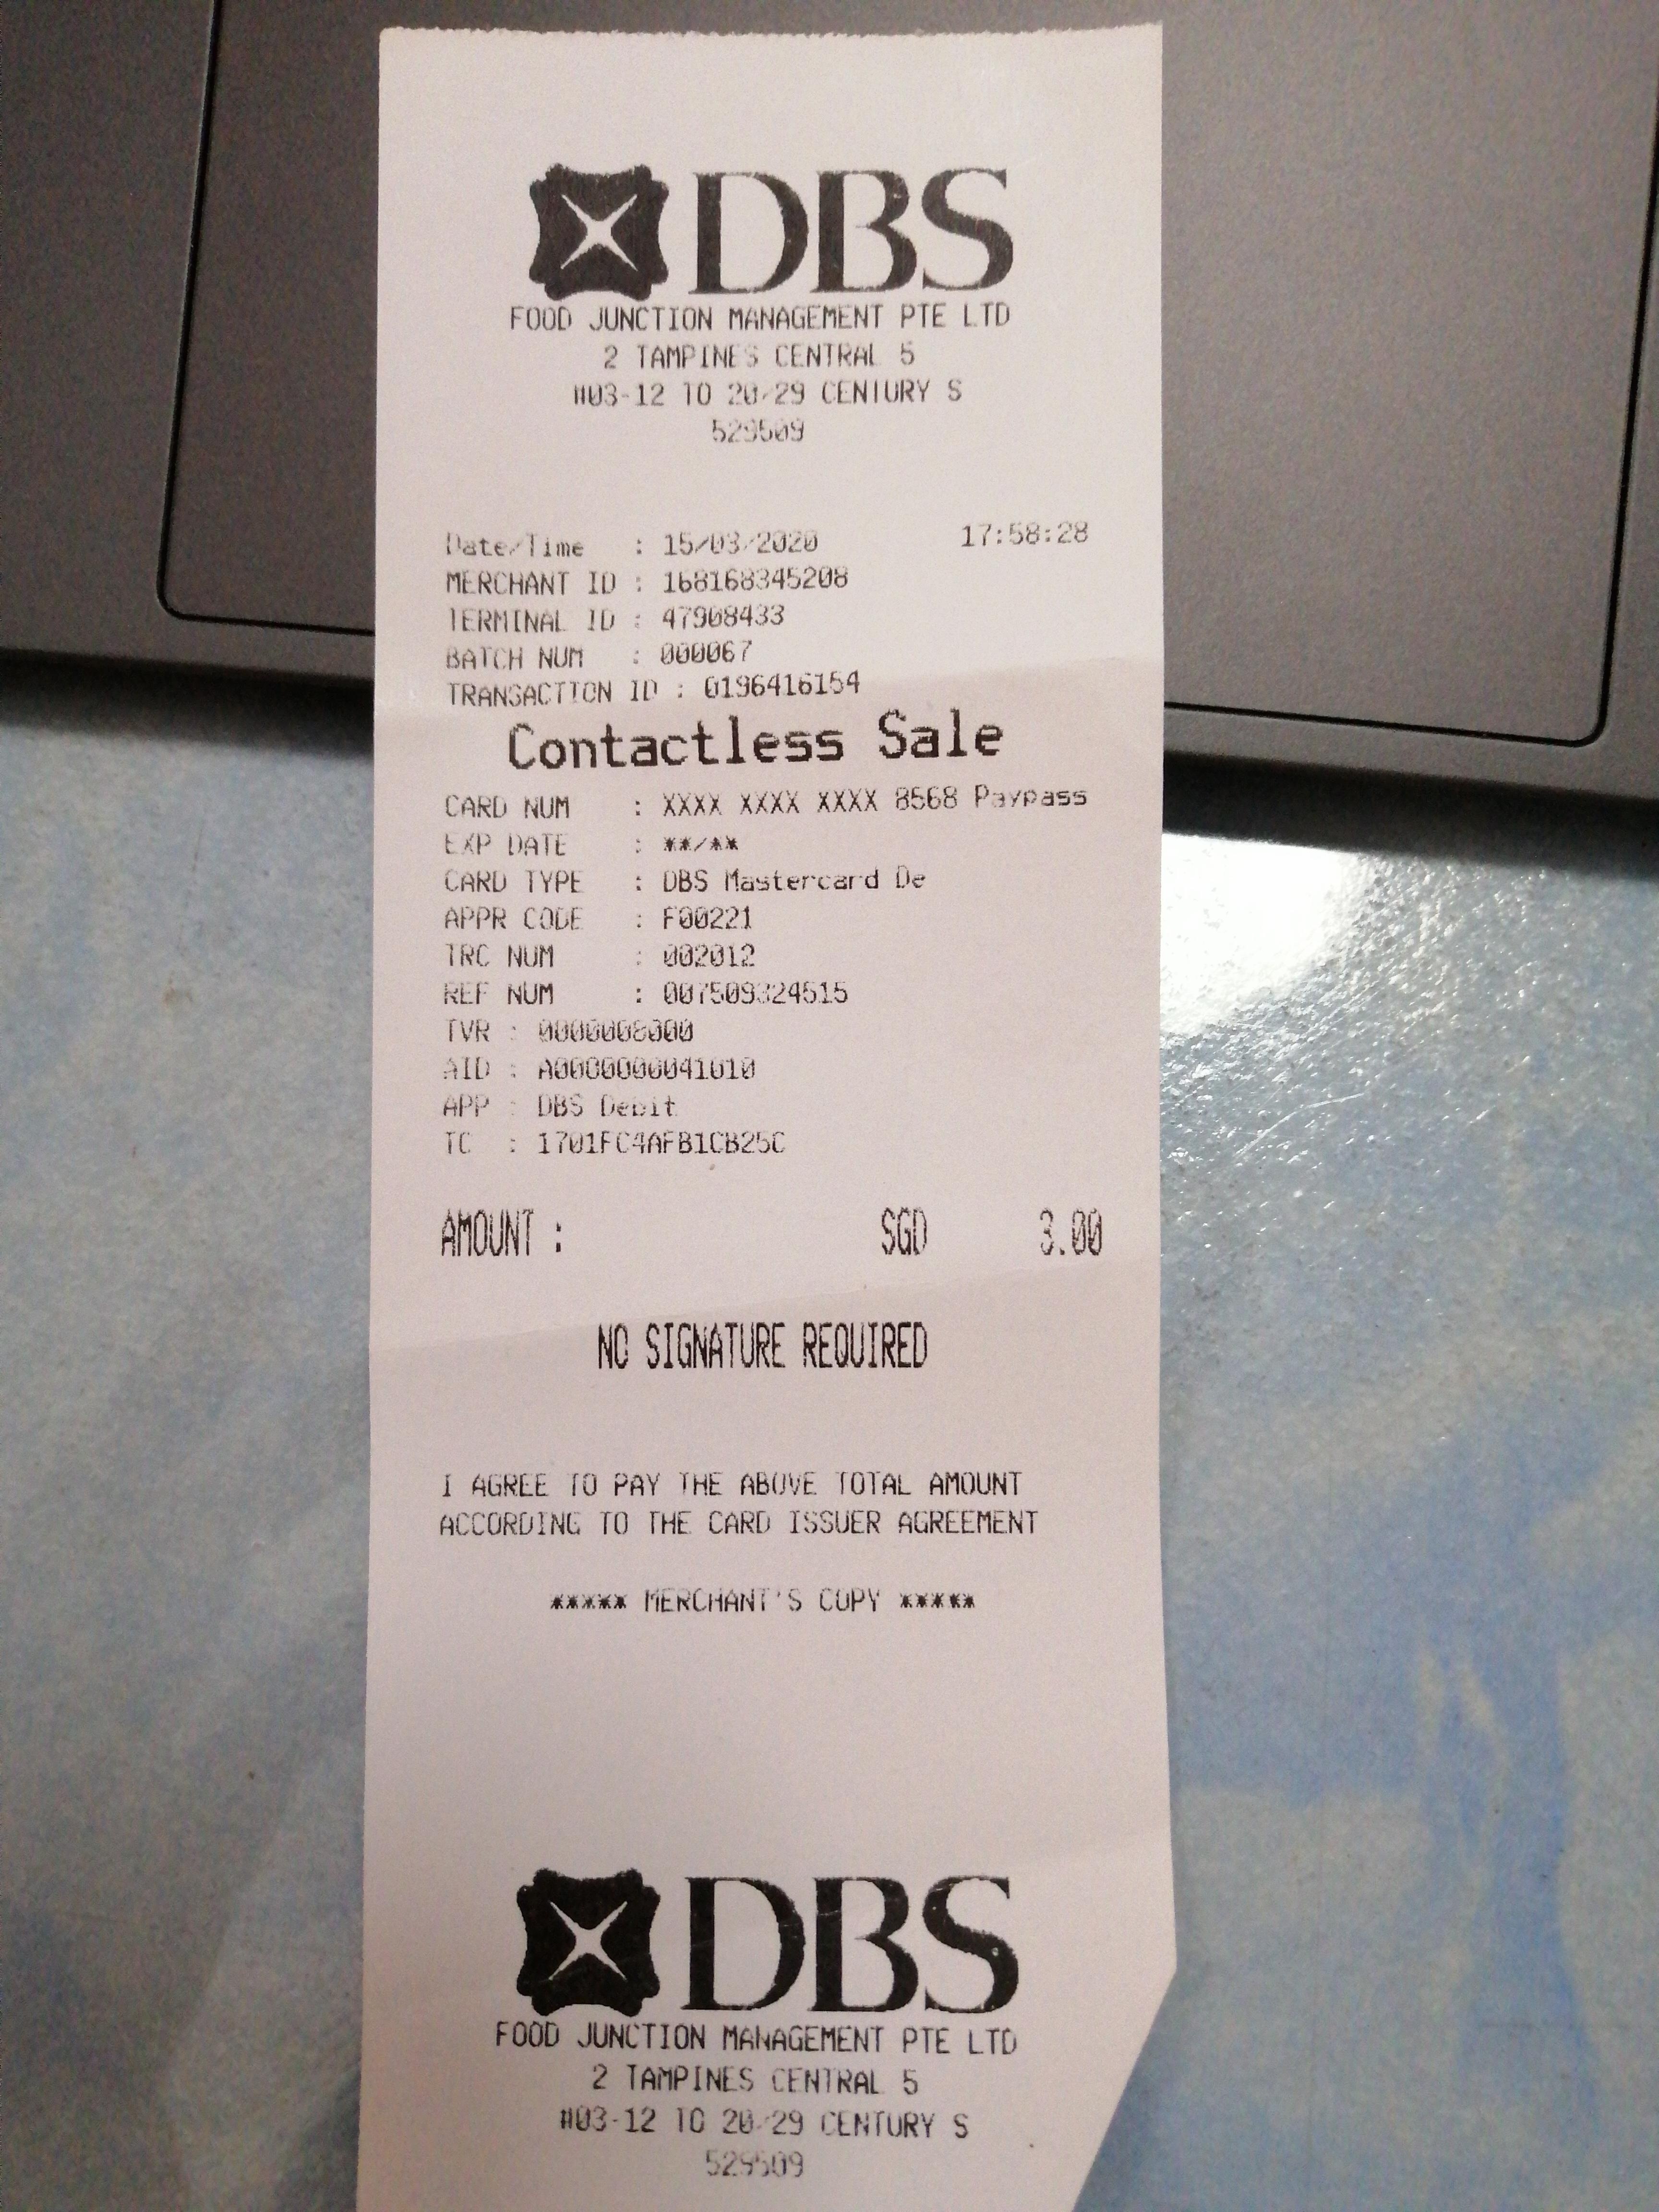 DBS
FOOD JUNCTION MANAGEMENT PTE LTD
2 TAMPINES CENTRAL 5
#03-12 TO 20/29 CENTURY S
529509
Date/Time : 15/03/2020 17:58:28
MERCHANT ID : 168168345208
TERMINAL ID : 47908433
BATCH NUM : 000067
TRANSACTION ID : 0196416154
Contactless Sale
CARD NUM : XXXX XXXX XXXX 8568 Paypass
EXP DATE : **/**
CARD TYPE : DBS Mastercard De
APPR CODE : F00221
TRC NUM : 002012
REF NUM : 007509324515
TVR : 0000008000
AID : A0000000041010
APP : DBS Debit
TC : 1701FC4AFB1CB25C
AMOUNT : SGD 3.00
NO SIGNATURE REQUIRED
I AGREE TO PAY THE ABOVE TOTAL AMOUNT
ACCORDING TO THE CARD ISSUER AGREEMENT
***** MERCHANT'S COPY *****
DBS
FOOD JUNCTION MANAGEMENT PTE LTD
2 TAMPINES CENTRAL 5
#03-12 TO 20/29 CENTURY S
529509